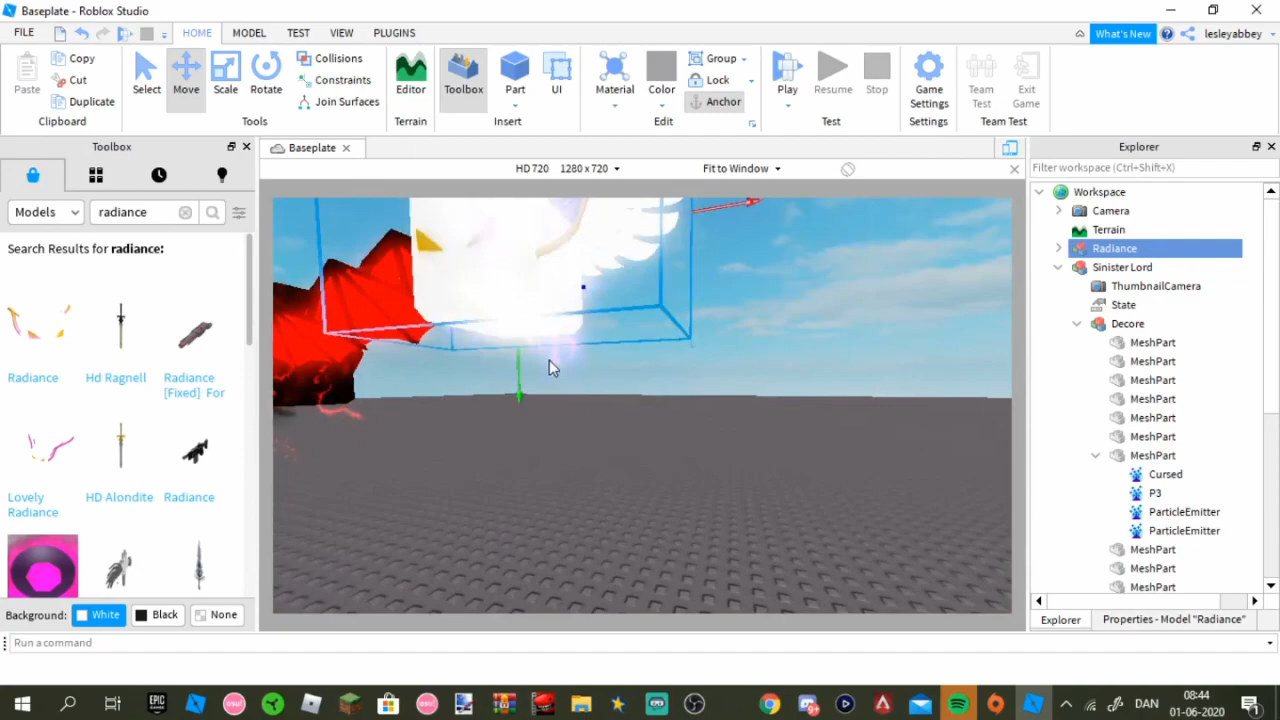 Baseplate - Roblox Studio
FILE HOME MODEL TEST VIEW PLUGINS What's New lesleyabbey
Paste Copy Cut Duplicate Select Move Scale Rotate Collisions Constraints Join Surfaces Editor Toolbox Part UI Material Color Group Lock Anchor Play Resume Stop Game Settings Team Test Exit Game
Clipboard Tools Terrain Insert Edit Test Settings Team Test
Toolbox
Baseplate
Explorer
HD 720 1280 x 720 Fit to Window
Filter workspace (Ctrl+Shift+X)
Models radiance
Search Results for radiance:
Radiance Hd Ragnell Radiance [Fixed] For
Lovely Radiance HD Alondite Radiance
Background: White Black None
Workspace
Camera
Terrain
Radiance
Sinister Lord
ThumbnailCamera
State
Decore
MeshPart
MeshPart
MeshPart
MeshPart
MeshPart
MeshPart
MeshPart
Cursed
P3
ParticleEmitter
ParticleEmitter
MeshPart
MeshPart
MeshPart
Explorer Properties - Model "Radiance"
Run a command
EPIC GAMES osu! DAN 08:44
01-06-2020